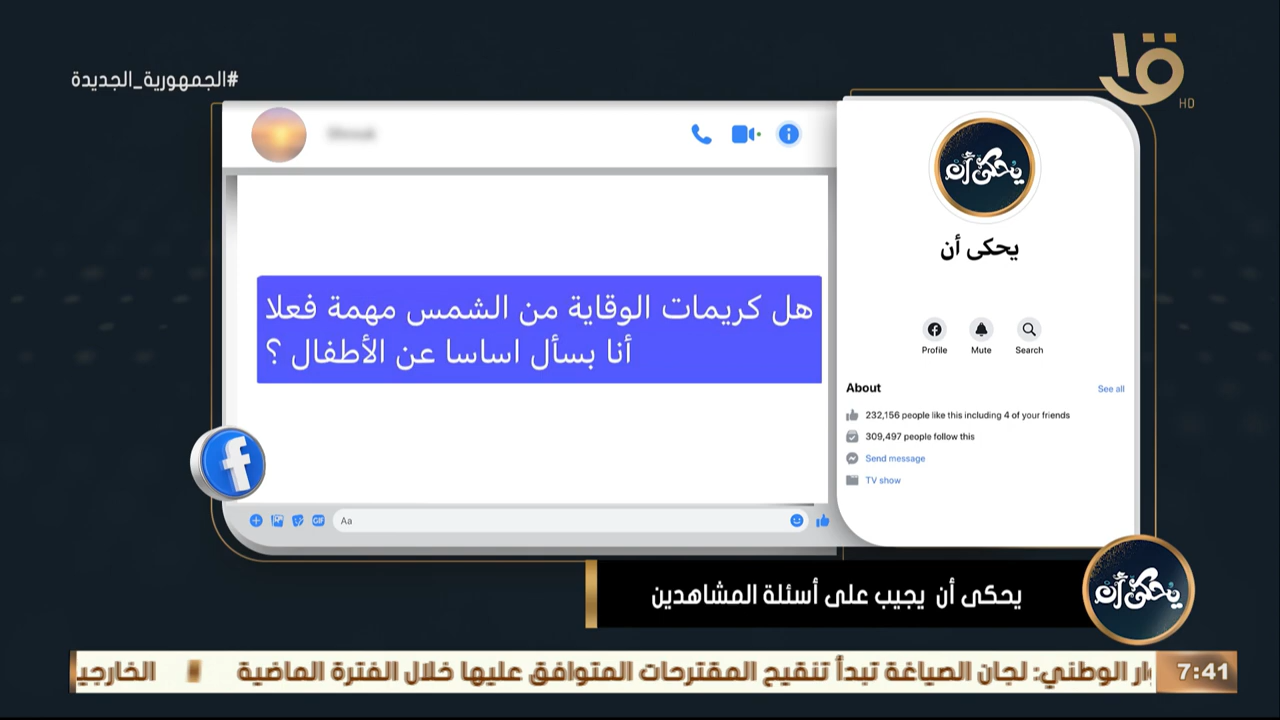 #الجمهورية_الجديدة
HD
يحكى أن
يحكى أن
هل كريمات الوقاية من الشمس مهمة فعلا
أنا بسأل اساسا عن الأطفال ؟
Profile
Mute
Search
About
See all
232,156 people like this including 4 of your friends
309,497 people follow this
Send message
TV show
GIF
Aa
يحكى أن يجيب على أسئلة المشاهدين
يحكى أن
الوطني: لجان الصياغة تبدأ تنقيح المقترحات المتوافق عليها خلال الفترة الماضية
7:41